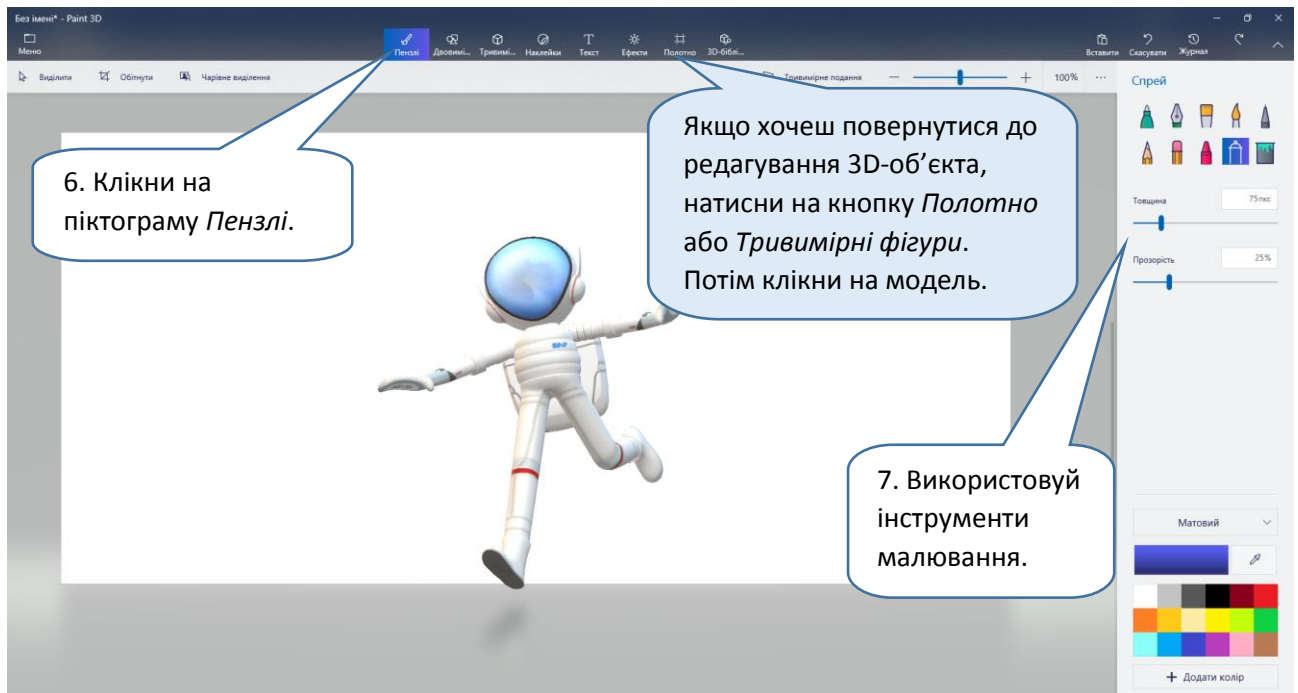 Без імені* - Paint 3D
Меню
Пензлі
Двовимі...
Тривимі...
Наклейки
Текст
Ефекти
Полотно
3D-біблі...
Вставити
Скасувати
Журнал
Виділити
Обітнути
Чарівне виділення
Тривимірне подання
100%
Спрей
Товщина
75пкс
Прозорість
25%
6. Клікни на
піктограму Пензлі.
Якщо хочеш повернутися до
редагування 3D-об’єкта,
натисни на кнопку Полотно
або Тривимірні фігури.
Потім клікни на модель.
7. Використовуй
інструменти
малювання.
Матовий
Додати колір